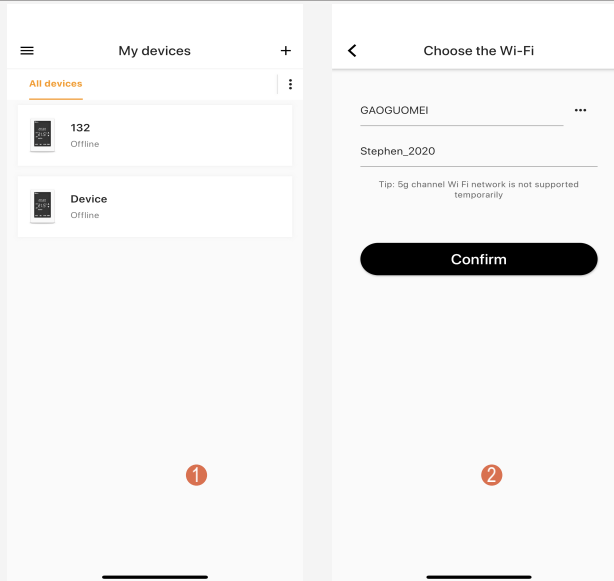 My devices
All devices
132
Offline
Device
Offline
1
Choose the Wi-Fi
GAOGUOMEI
Stephen_2020
Tip: 5g channel Wi Fi network is not supported
temporarily
Confirm
2